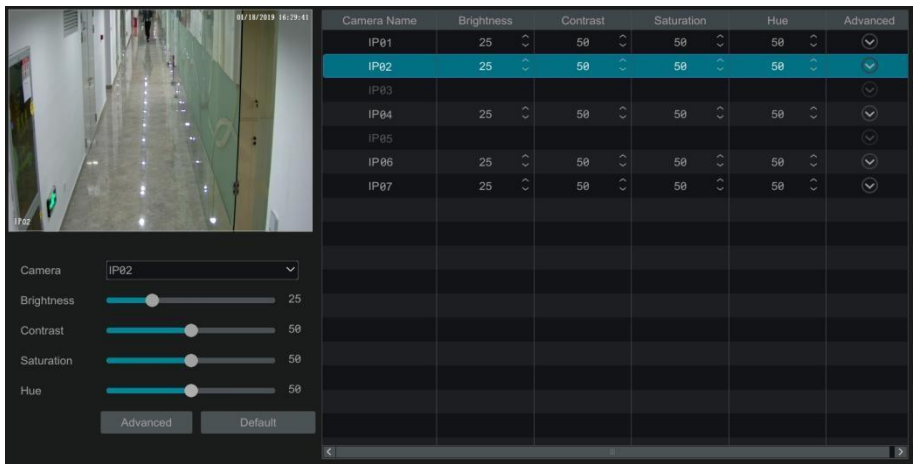 01/18/2019 16:29:41
IP02
Camera IP02
Brightness 25
Contrast 50
Saturation 50
Hue 50
Advanced Default
Camera Name Brightness Contrast Saturation Hue Advanced
IP01 25 50 50 50
IP02 25 50 50 50
IP03
IP04 25 50 50 50
IP05
IP06 25 50 50 50
IP07 25 50 50 50